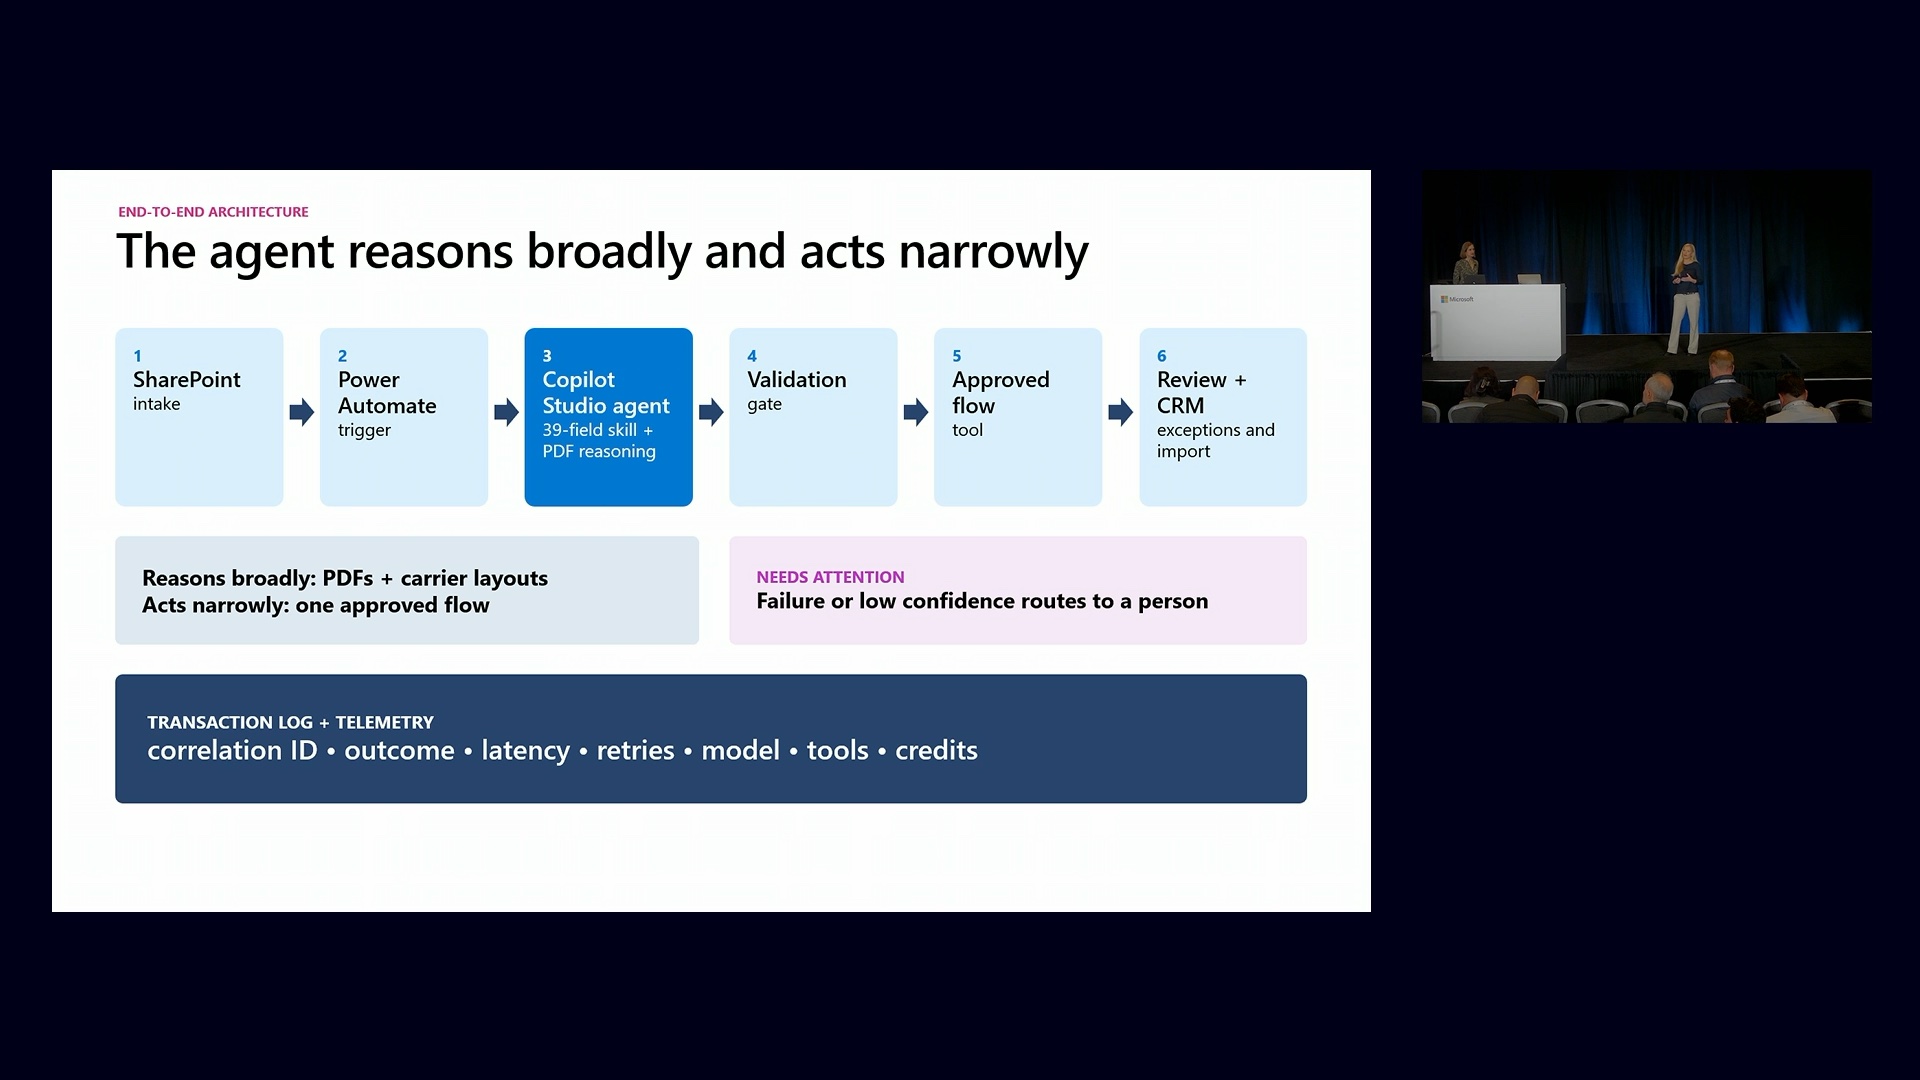 END-TO-END ARCHITECTURE
The agent reasons broadly and acts narrowly
1
SharePoint
intake
2
Power
Automate
trigger
3
Copilot
Studio agent
39-field skill +
PDF reasoning
4
Validation
gate
5
Approved
flow
tool
6
Review +
CRM
exceptions and
import
Reasons broadly: PDFs + carrier layouts
Acts narrowly: one approved flow
NEEDS ATTENTION
Failure or low confidence routes to a person
TRANSACTION LOG + TELEMETRY
correlation ID • outcome • latency • retries • model • tools • credits
Microsoft